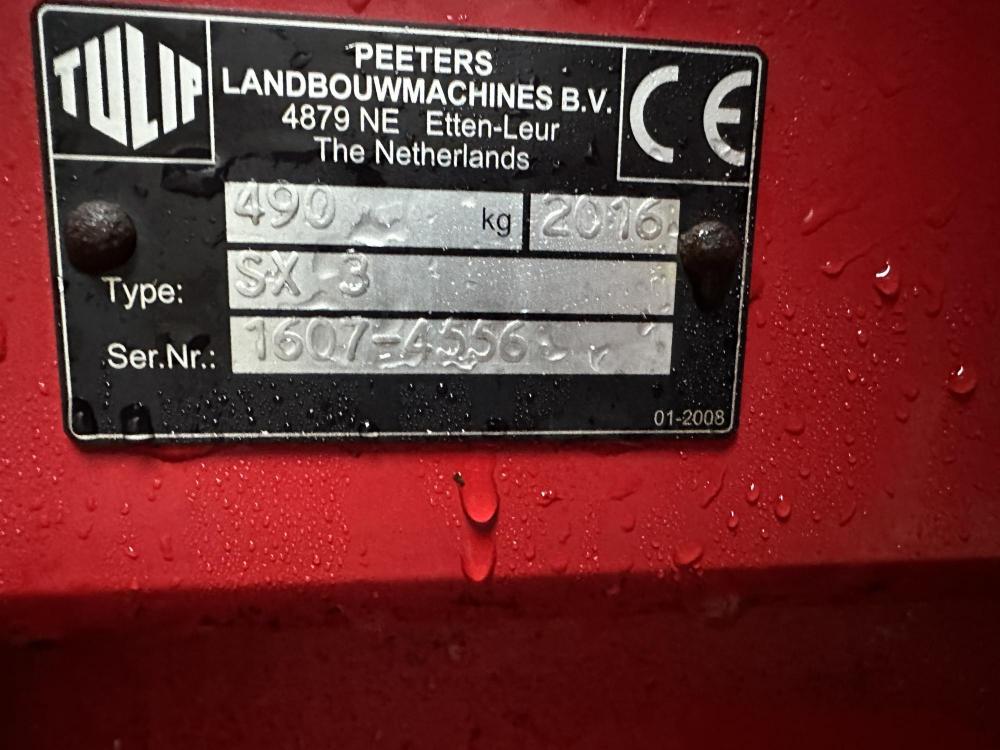 TULIP
PEETERS
LANDBOUWMACHINES B.V.
4879 NE Etten-Leur
The Netherlands
CE
490 kg 2016
Type: SX 3
Ser.Nr.: 1607-4556
01-2008